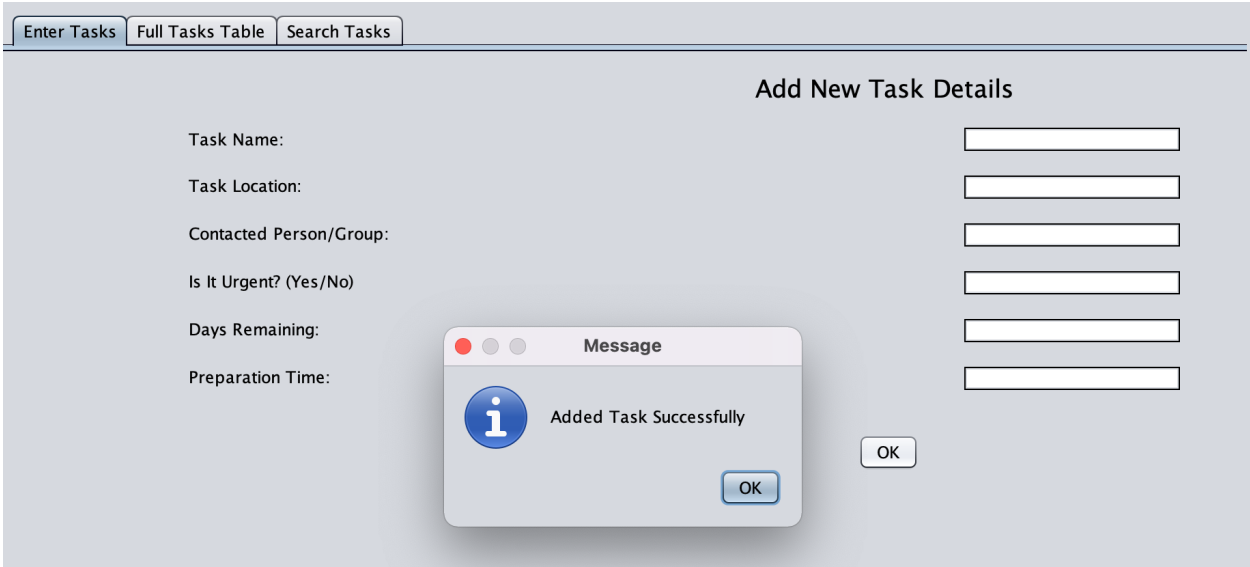 Enter Tasks Full Tasks Table Search Tasks
Add New Task Details
Task Name:
Task Location:
Contacted Person/Group:
Is It Urgent? (Yes/No)
Days Remaining:
Preparation Time:
Message
Added Task Successfully
OK
OK